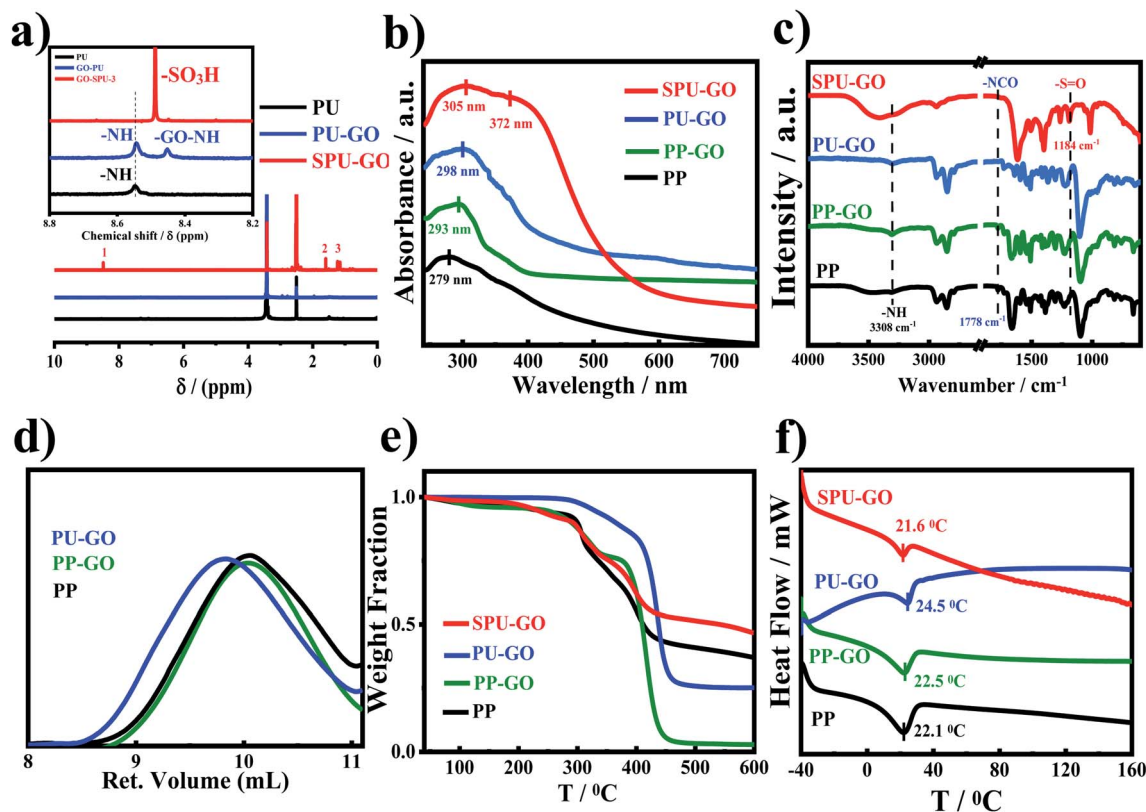 a)
PU
GO-PU
GO-SPU-3
-SO3H
-NH
-GO-NH
-NH
8.8 8.6 8.4 8.2
Chemical shift / δ (ppm)
PU
PU-GO
SPU-GO
1
2 3
10 8 6 4 2 0
δ / (ppm)
b)
Absorbance / a.u.
305 nm
372 nm
298 nm
293 nm
279 nm
SPU-GO
PU-GO
PP-GO
PP
300 400 500 600 700
Wavelength / nm
c)
Intensity / a.u.
SPU-GO
-NCO
-S=O
1184 cm-1
PU-GO
PP-GO
PP
-NH
3308 cm-1
1778 cm-1
4000 3000 1500 1000
Wavenumber / cm-1
d)
PU-GO
PP-GO
PP
8 9 10 11
Ret. Volume (mL)
e)
Weight Fraction
1.0
0.5
0.0
SPU-GO
PU-GO
PP-GO
PP
100 200 300 400 500 600
T / 0C
f)
Heat Flow / mW
SPU-GO
21.6 0C
PU-GO
24.5 0C
PP-GO
22.5 0C
PP
22.1 0C
-40 0 40 80 120 160
T / 0C